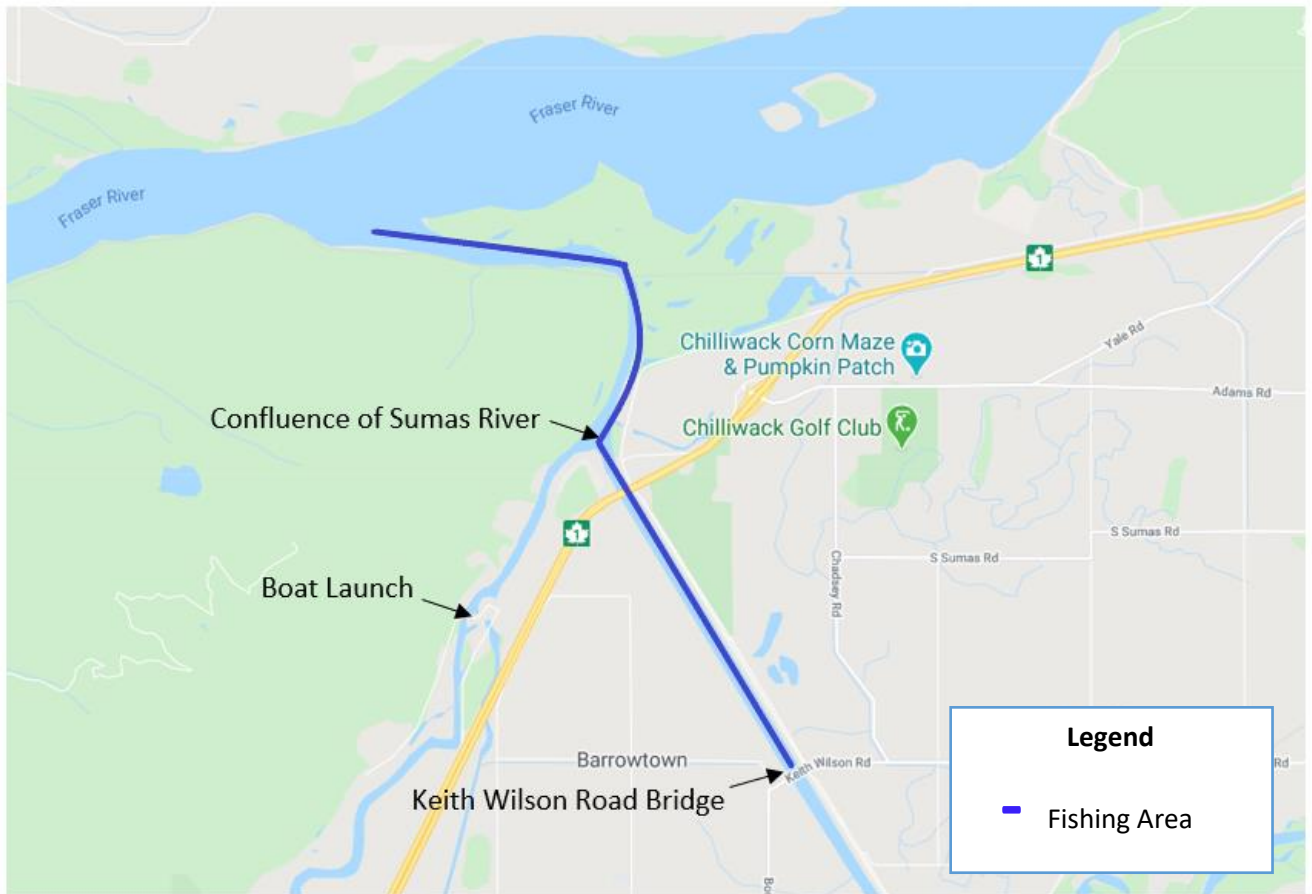 Fraser River
Fraser River
1
Chilliwack Corn Maze
& Pumpkin Patch
Yale Rd
Adams Rd
Confluence of Sumas River
Chilliwack Golf Club
1
S Sumas Rd
S Sumas Rd
Chadsey Rd
Boat Launch
Barrowtown
Keith Wilson Rd
Rd
Keith Wilson Road Bridge
Legend
Fishing Area